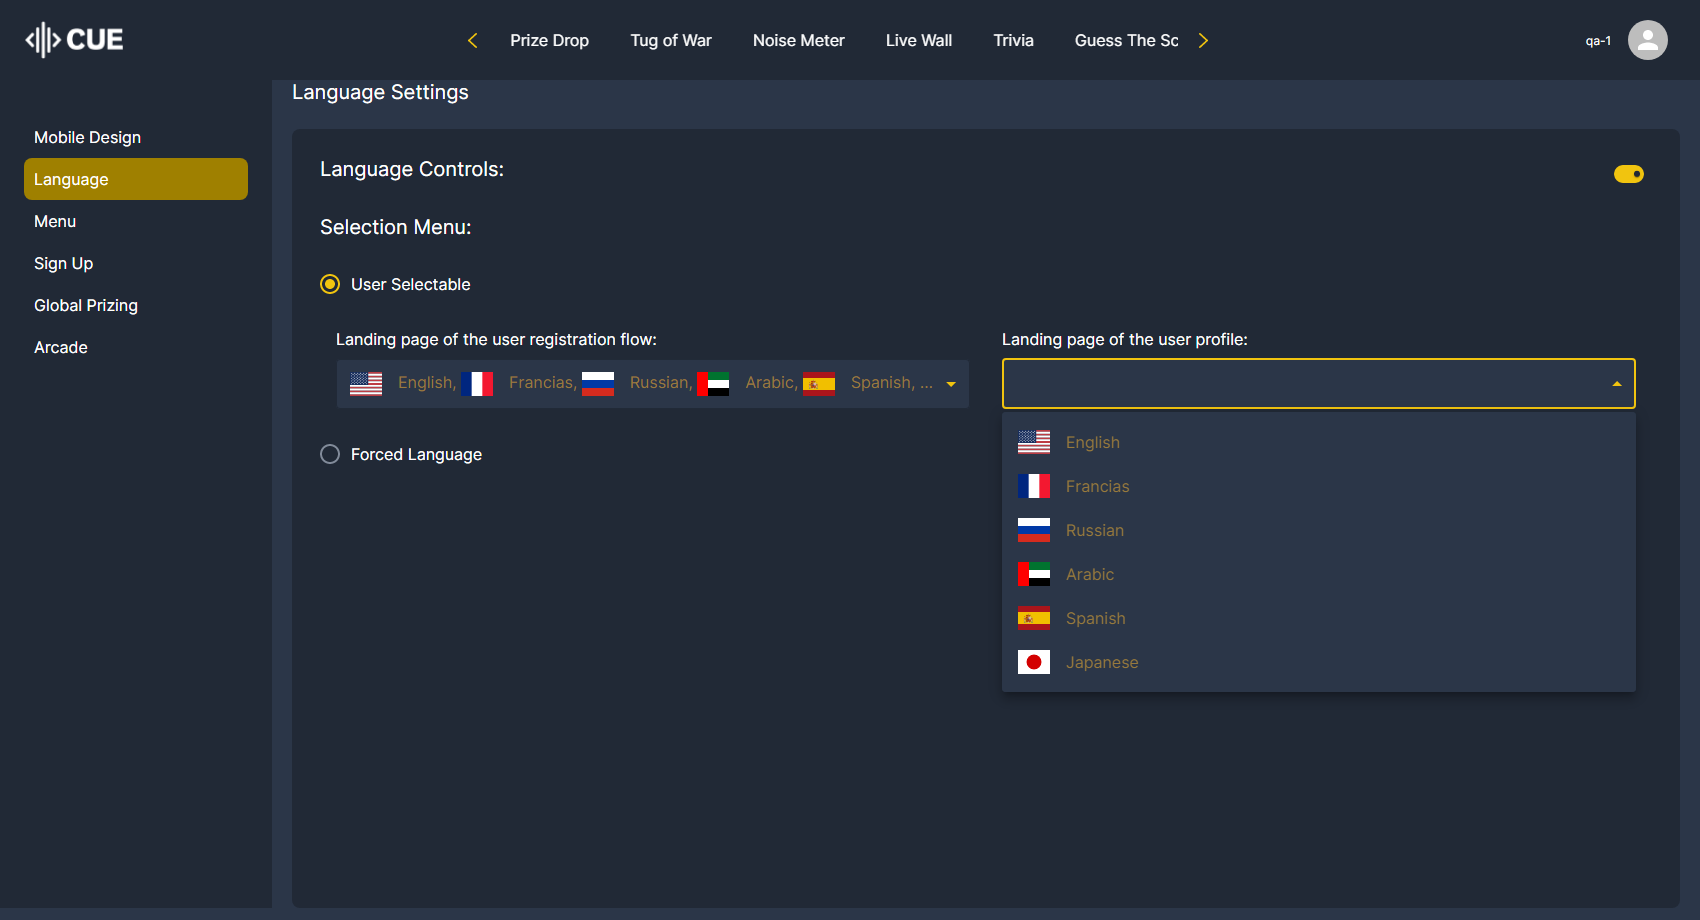 CUE
Prize Drop
Tug of War
Noise Meter
Live Wall
Trivia
Guess The Sc
qa-1
Mobile Design
Language
Menu
Sign Up
Global Prizing
Arcade
Language Settings
Language Controls:
Selection Menu:
User Selectable
Landing page of the user registration flow:
English, Francias, Russian, Arabic, Spanish, ...
Forced Language
Landing page of the user profile:
English
Francias
Russian
Arabic
Spanish
Japanese